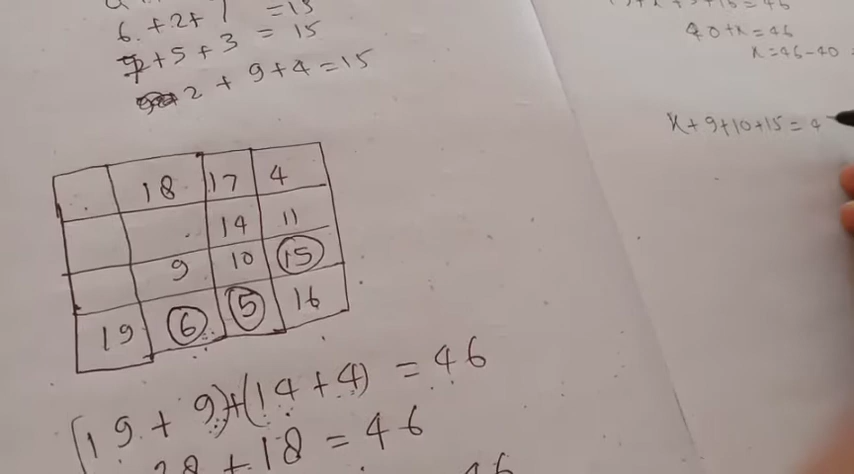 6 + 2 + 7 = 15
7 + 5 + 3 = 15
2 + 9 + 4 = 15
18 17 4
14 11
9 10 15
19 6 5 16
(19 + 9) + (14 + 4) = 46
28 + 18 = 46
46
40 + x = 46
x = 46 - 40
x + 9 + 10 + 15 = 4